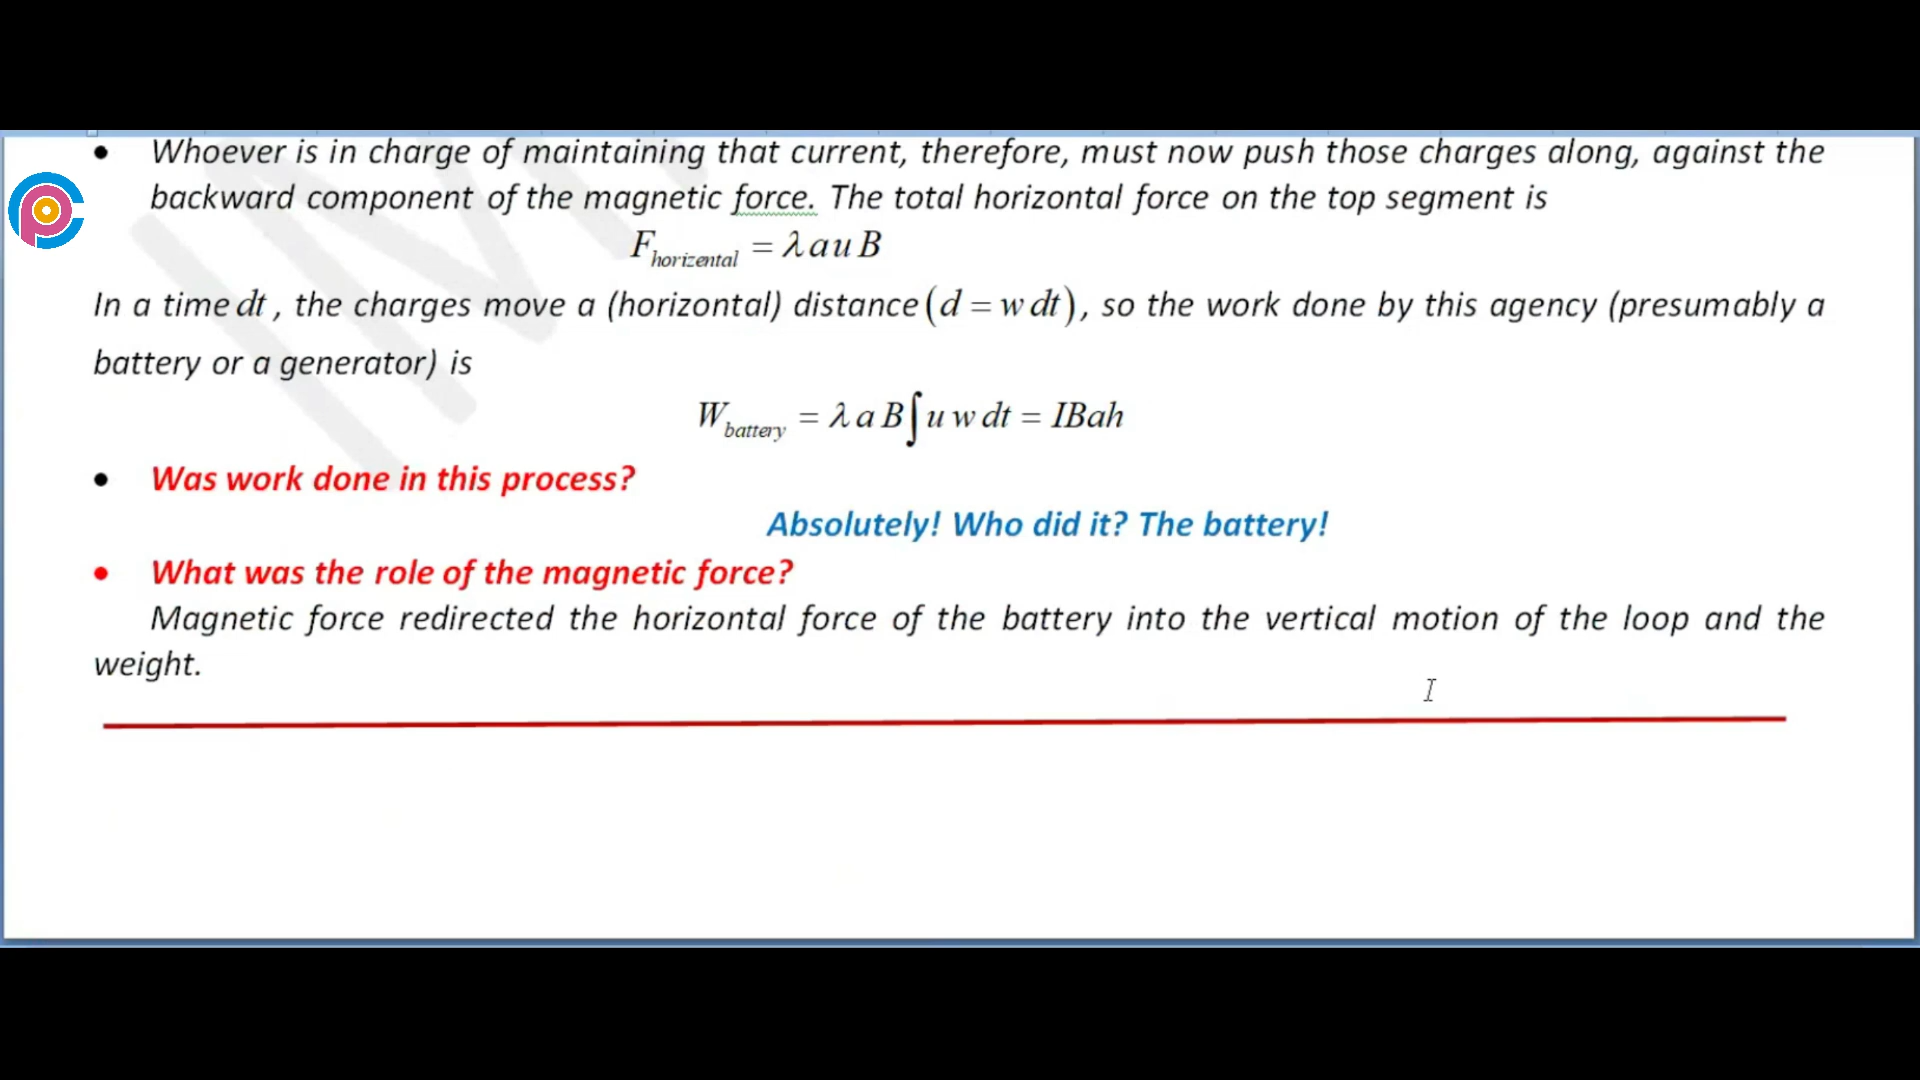 • Whoever is in charge of maintaining that current, therefore, must now push those charges along, against the
backward component of the magnetic force. The total horizontal force on the top segment is
F_horizental = λ a u B
In a time dt , the charges move a (horizontal) distance (d = w dt), so the work done by this agency (presumably a
battery or a generator) is
W_battery = λ a B ∫ u w dt = IBah
• Was work done in this process?
Absolutely! Who did it? The battery!
• What was the role of the magnetic force?
Magnetic force redirected the horizontal force of the battery into the vertical motion of the loop and the
weight.